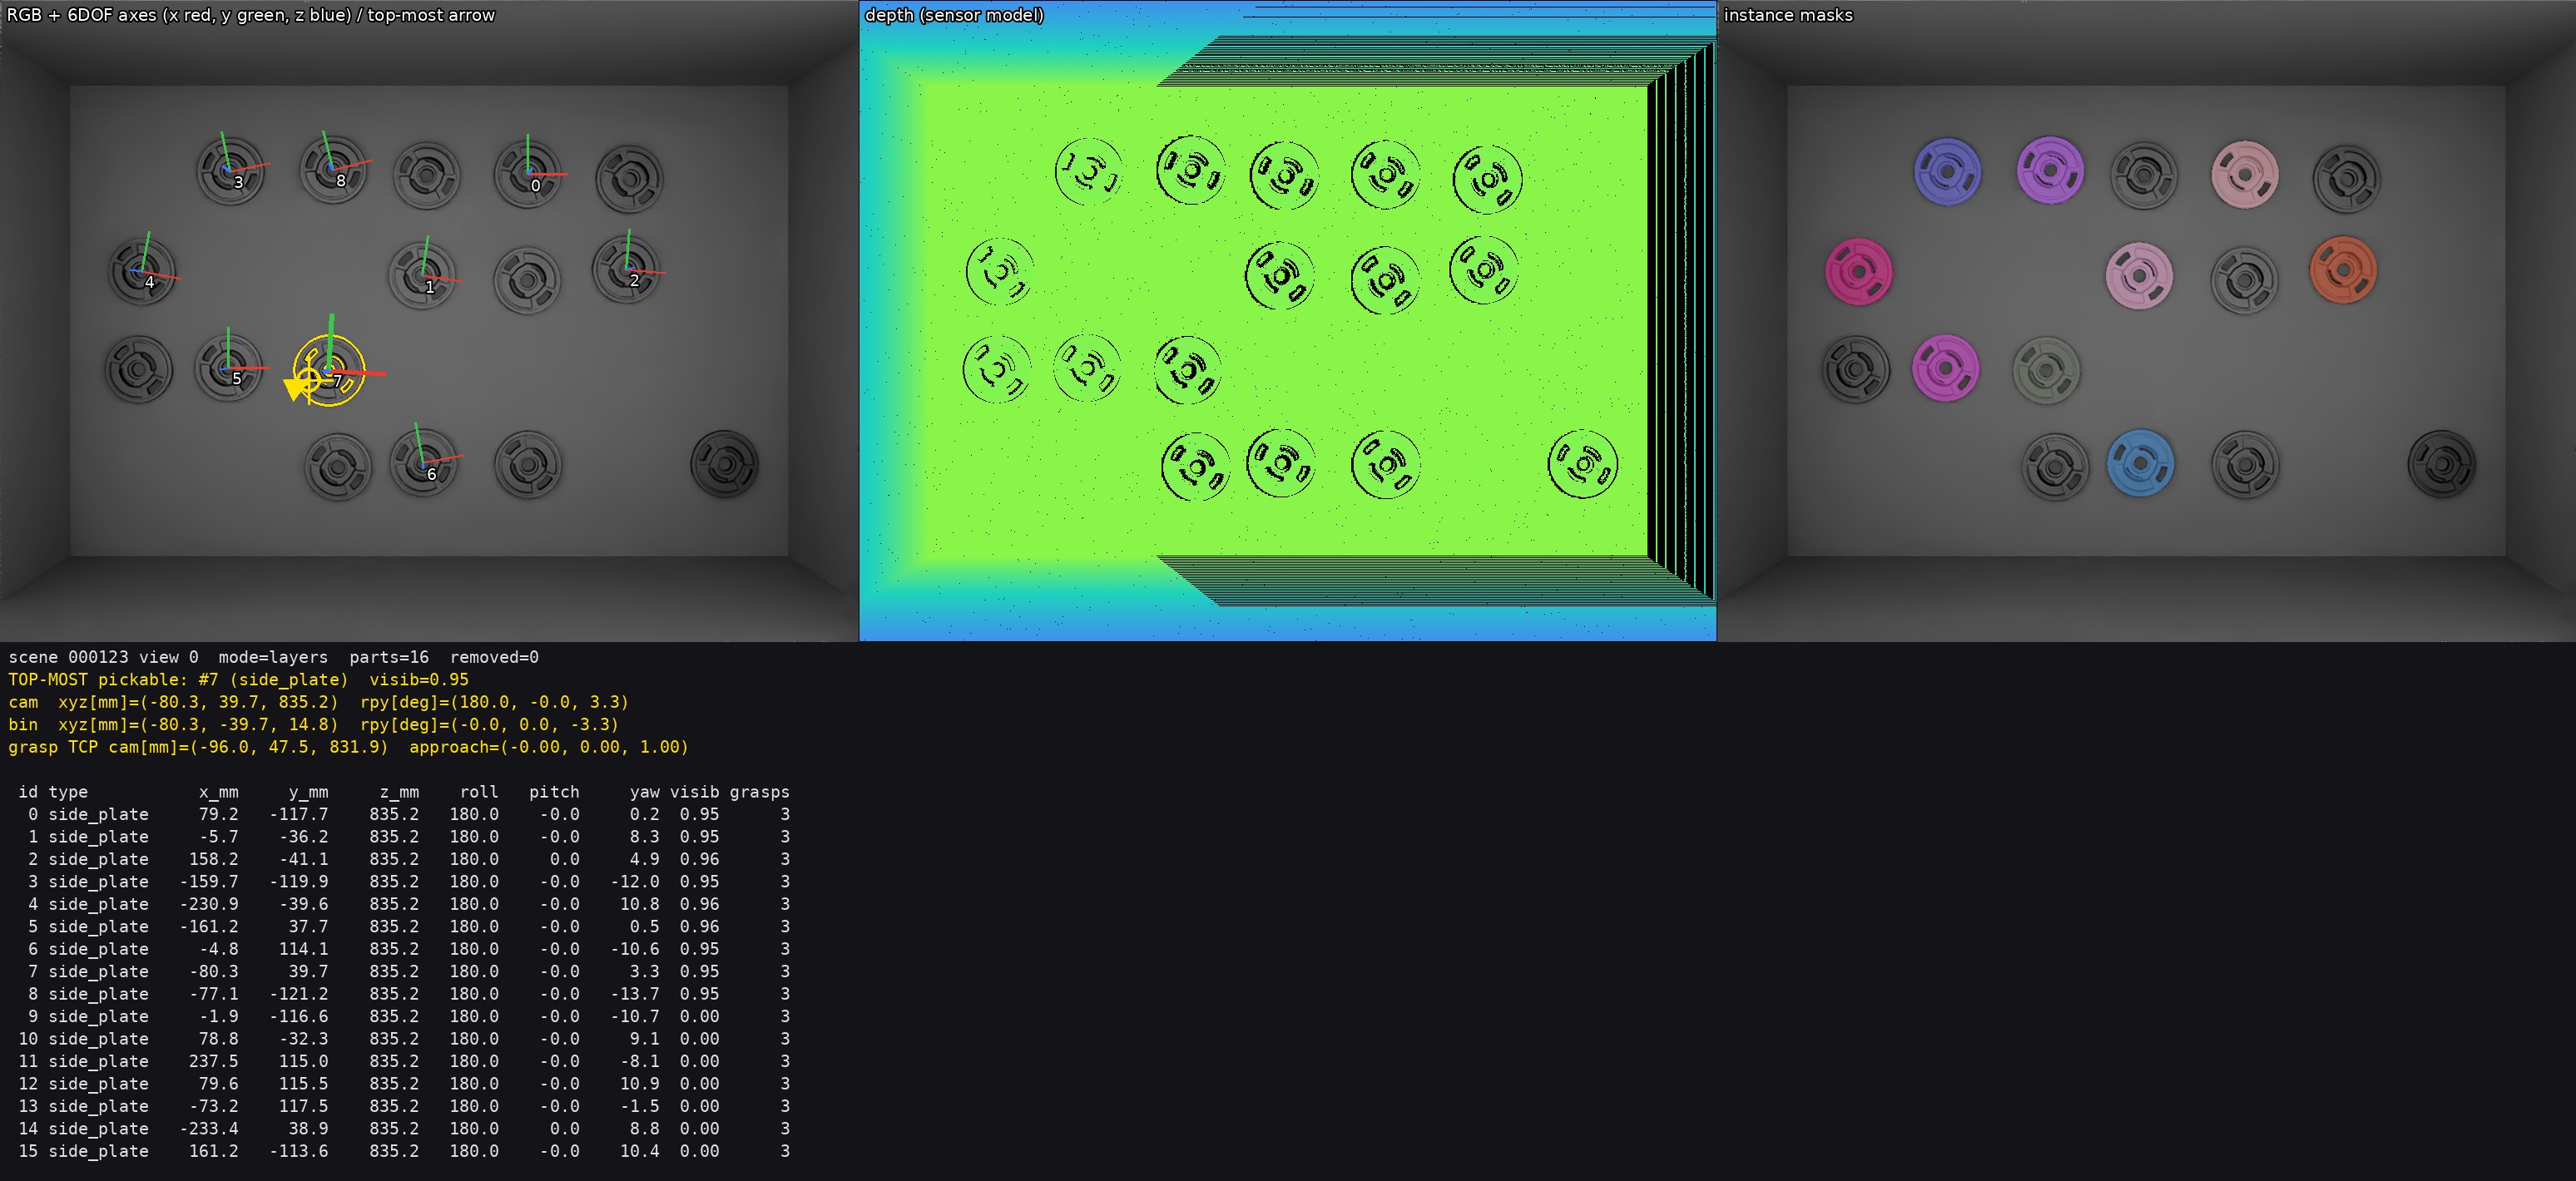 RGB + 6DOF axes (x red, y green, z blue) / top-most arrow
depth (sensor model)
instance masks
3
8
0
4
1
2
5
7
6
scene 000123 view 0  mode=layers  parts=16  removed=0
TOP-MOST pickable: #7 (side_plate)  visib=0.95
cam  xyz[mm]=(-80.3, 39.7, 835.2)  rpy[deg]=(180.0, -0.0, 3.3)
bin  xyz[mm]=(-80.3, -39.7, 14.8)  rpy[deg]=(-0.0, 0.0, -3.3)
grasp TCP cam[mm]=(-96.0, 47.5, 831.9)  approach=(-0.00, 0.00, 1.00)
id type x_mm y_mm z_mm roll pitch yaw visib grasps
0 side_plate 79.2 -117.7 835.2 180.0 -0.0 0.2 0.95 3
1 side_plate -5.7 -36.2 835.2 180.0 -0.0 8.3 0.95 3
2 side_plate 158.2 -41.1 835.2 180.0 0.0 4.9 0.96 3
3 side_plate -159.7 -119.9 835.2 180.0 -0.0 -12.0 0.95 3
4 side_plate -230.9 -39.6 835.2 180.0 -0.0 10.8 0.96 3
5 side_plate -161.2 37.7 835.2 180.0 -0.0 0.5 0.96 3
6 side_plate -4.8 114.1 835.2 180.0 -0.0 -10.6 0.95 3
7 side_plate -80.3 39.7 835.2 180.0 -0.0 3.3 0.95 3
8 side_plate -77.1 -121.2 835.2 180.0 -0.0 -13.7 0.95 3
9 side_plate -1.9 -116.6 835.2 180.0 -0.0 -10.7 0.00 3
10 side_plate 78.8 -32.3 835.2 180.0 -0.0 9.1 0.00 3
11 side_plate 237.5 115.0 835.2 180.0 -0.0 -8.1 0.00 3
12 side_plate 79.6 115.5 835.2 180.0 -0.0 10.9 0.00 3
13 side_plate -73.2 117.5 835.2 180.0 -0.0 -1.5 0.00 3
14 side_plate -233.4 38.9 835.2 180.0 0.0 8.8 0.00 3
15 side_plate 161.2 -113.6 835.2 180.0 -0.0 10.4 0.00 3